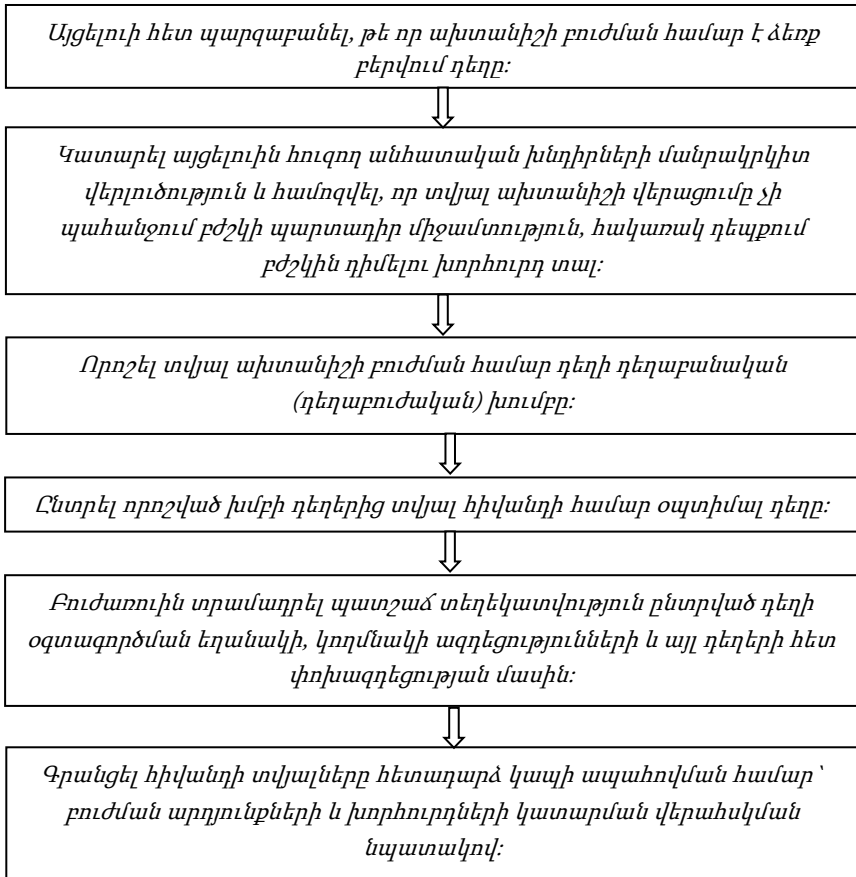 Այցելուի հետ պարզաբանել, թե որ ախտանիշի բուժման համար է ձեռք
բերվում դեղը:
Կատարել այցելուին հուզող անհատական խնդիրների մանրակրկիտ
վերլուծություն և համոզվել, որ տվյալ ախտանիշի վերացումը չի
պահանջում բժշկի պարտադիր միջամտություն, հակառակ դեպքում
բժշկին դիմելու խորհուրդ տալ:
Որոշել տվյալ ախտանիշի բուժման համար դեղի դեղաբանական
(դեղաբուժական) խումբը:
Ընտրել որոշված խմբի դեղերից տվյալ հիվանդի համար օպտիմալ դեղը:
Բուժառուին տրամադրել պատշաճ տեղեկատվություն ընտրված դեղի
օգտագործման եղանակի, կողմնակի ազդեցությունների և այլ դեղերի հետ
փոխազդեցության մասին:
Գրանցել հիվանդի տվյալները հետադարձ կապի ապահովման համար՝
բուժման արդյունքների և խորհուրդների կատարման վերահսկման
նպատակով: